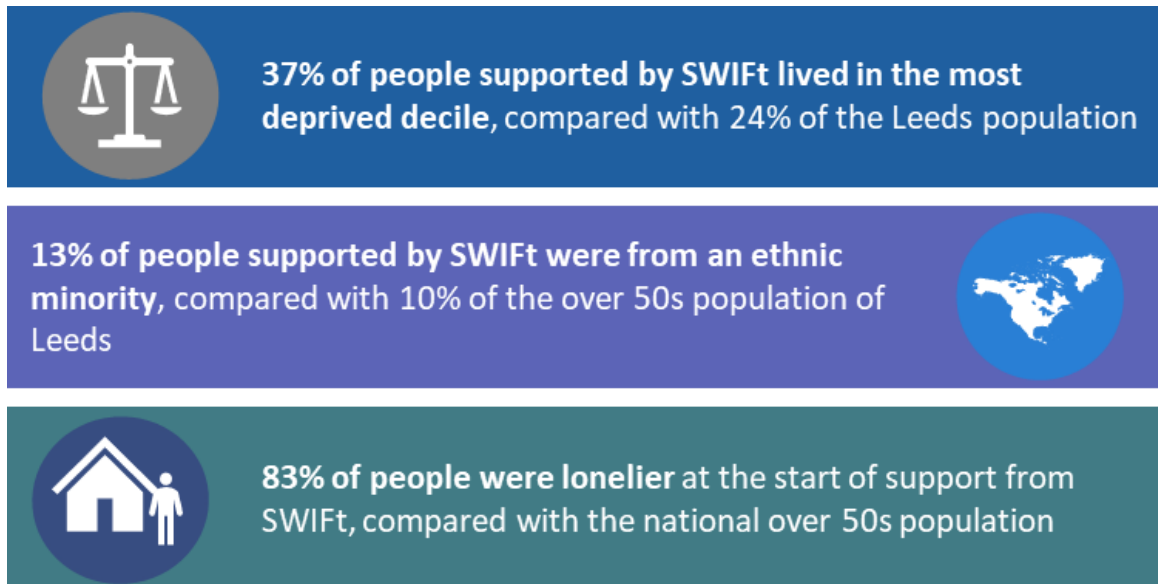 37% of people supported by SWIFt lived in the most
deprived decile, compared with 24% of the Leeds population
13% of people supported by SWIFt were from an ethnic
minority, compared with 10% of the over 50s population of
Leeds
83% of people were lonelier at the start of support from
SWIFt, compared with the national over 50s population